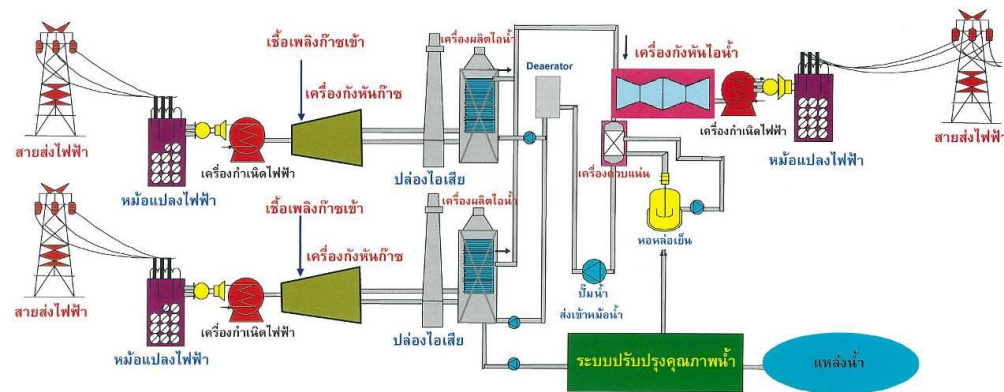 เชื้อเพลิงก๊าซเข้า
เครื่องผลิตไอน้ำ
เครื่องกังหันไอน้ำ
Deaerator
เครื่องกังหันก๊าซ
สายส่งไฟฟ้า
เครื่องกำเนิดไฟฟ้า
หม้อแปลงไฟฟ้า
ปล่องไอเสีย
เครื่องควบแน่น
เครื่องกำเนิดไฟฟ้า
หม้อแปลงไฟฟ้า
สายส่งไฟฟ้า
เชื้อเพลิงก๊าซเข้า
เครื่องผลิตไอน้ำ
หอหล่อเย็น
เครื่องกังหันก๊าซ
สายส่งไฟฟ้า
เครื่องกำเนิดไฟฟ้า
หม้อแปลงไฟฟ้า
ปล่องไอเสีย
ปั๊มน้ำ
ส่งเข้าหม้อน้ำ
ระบบปรับปรุงคุณภาพน้ำ
แหล่งน้ำ